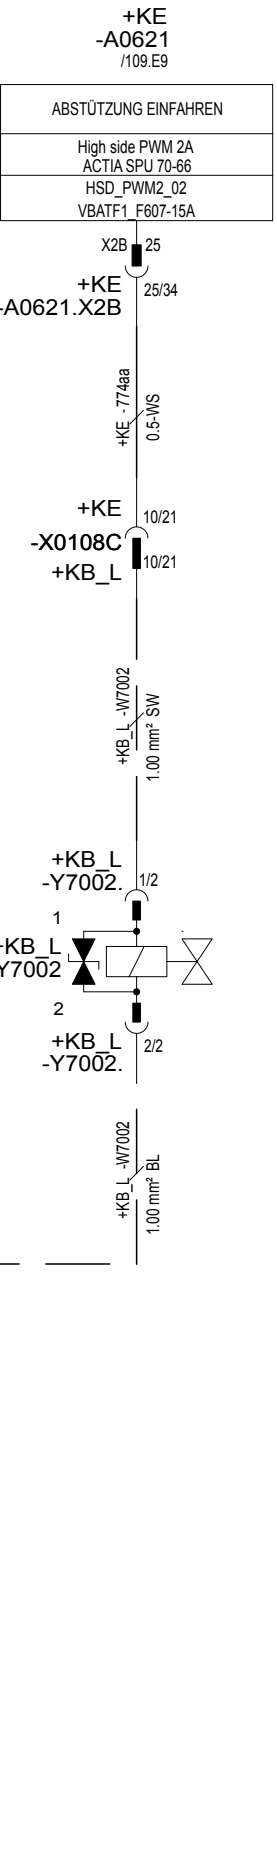 +KE
-A0621
/109.E9
ABSTÜTZUNG EINFAHREN
High side PWM 2A
ACTIA SPU 70-66
HSD_PWM2_02
VBATF1_F607-15A
X2B 25
+KE 25/34
-A0621.X2B
+KE -774aa
0.5-WS
+KE 10/21
-X0108C
10/21
+KB_L
+KB_L -W7002
1.00 mm² SW
+KB_L
-Y7002. 1/2
1
+KB_L
Y7002
2
+KB_L 2/2
-Y7002.
+KB_L -W7002
1.00 mm² BL